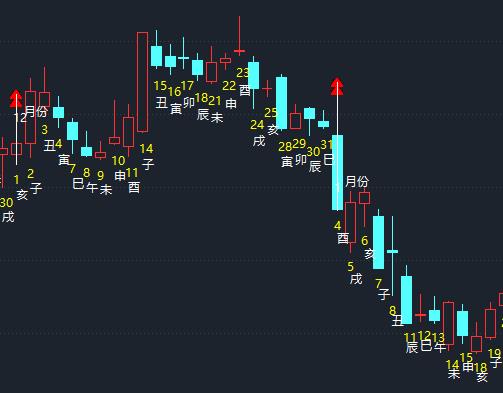 12月份
30
戌
1
亥
2
子
3
丑
4
寅
7
巳
8
午
9
未
10
申
11
酉
14
子
15
丑
16
寅
17
卯
18
辰
21
未
22
申
23
酉
24
戌
25
亥
28
寅
29
卯
30
辰
31
巳
1月份
4
酉
5
戌
6
亥
7
子
8
丑
11
辰
12
巳
13
午
14
未
15
申
18
亥
19
子